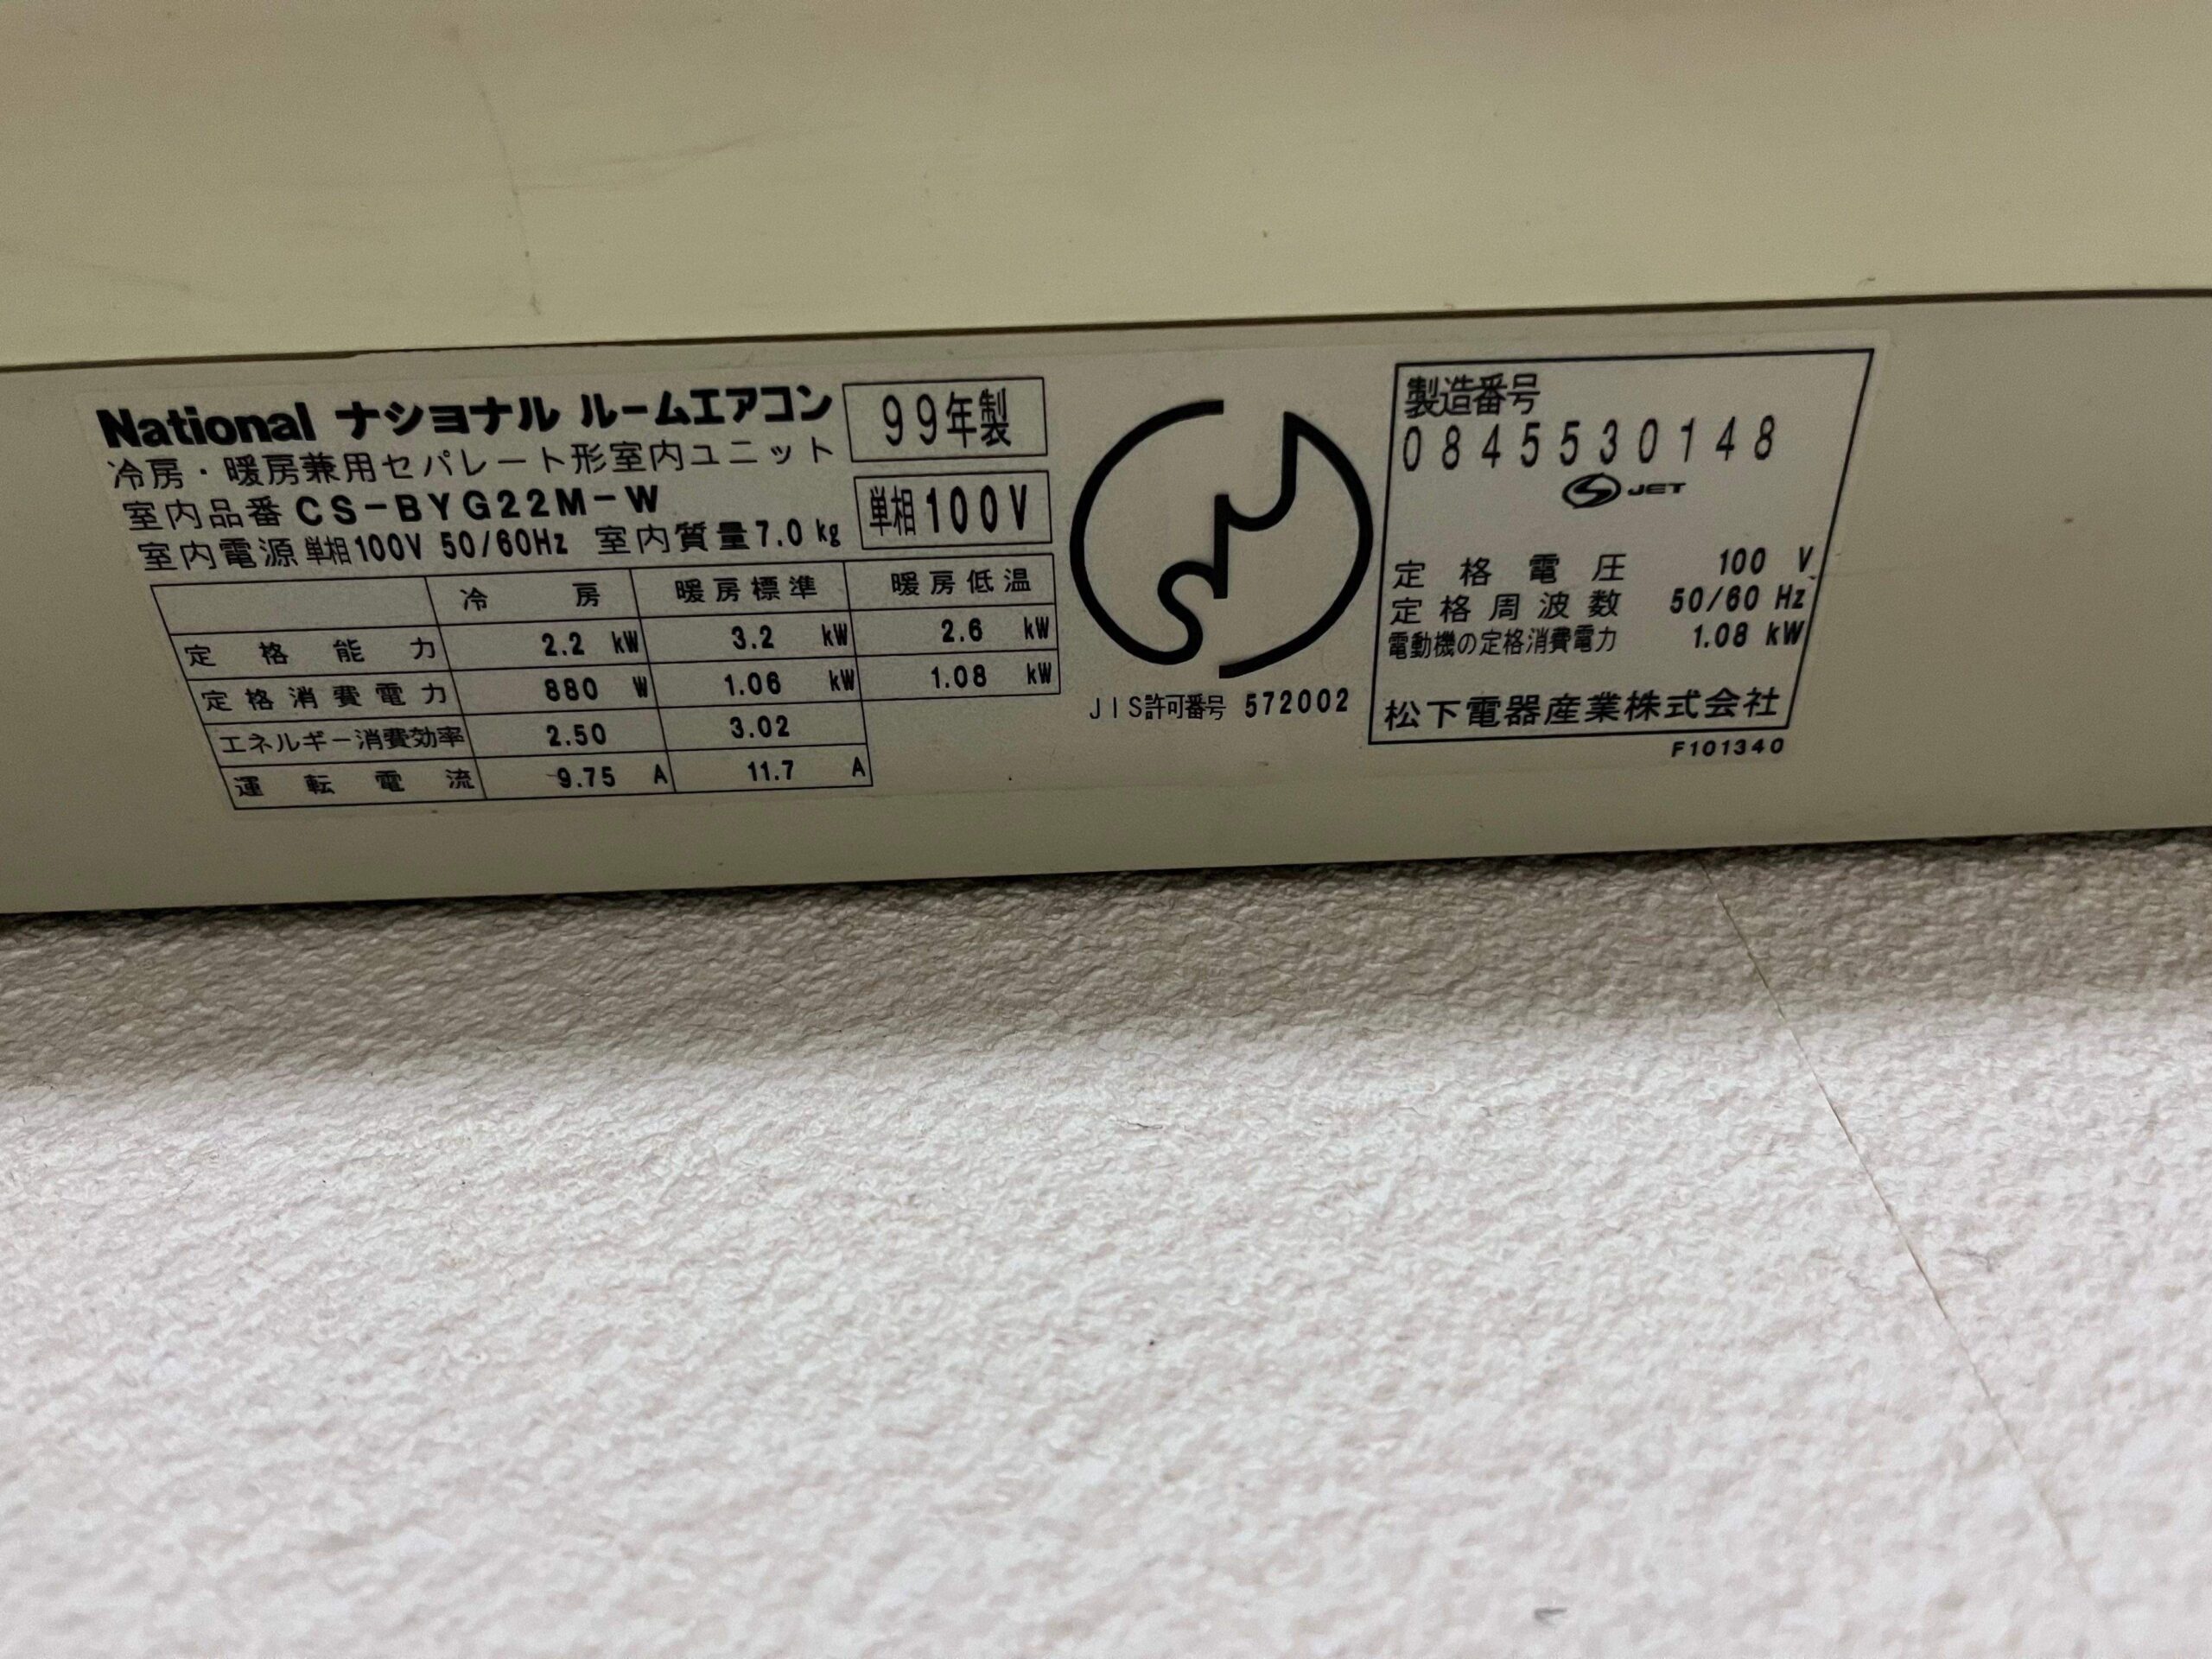 National ナショナル ルームエアコン
99年製
冷房・暖房兼用セパレート形室内ユニット
室内品番 CS-BYG22M-W
単相100V
室内電源 単相100V 50/60Hz 室内質量7.0kg
冷房 暖房標準 暖房低温
定格能力 2.2 kW 3.2 kW 2.6 kW
定格消費電力 880 W 1.06 kW 1.08 kW
エネルギー消費効率 2.50 3.02
運転電流 9.75 A 11.7 A
JIS許可番号 572002
製造番号
0845530148
JET
定格電圧 100 V
定格周波数 50/60 Hz
電動機の定格消費電力 1.08 kW
松下電器産業株式会社
F101340